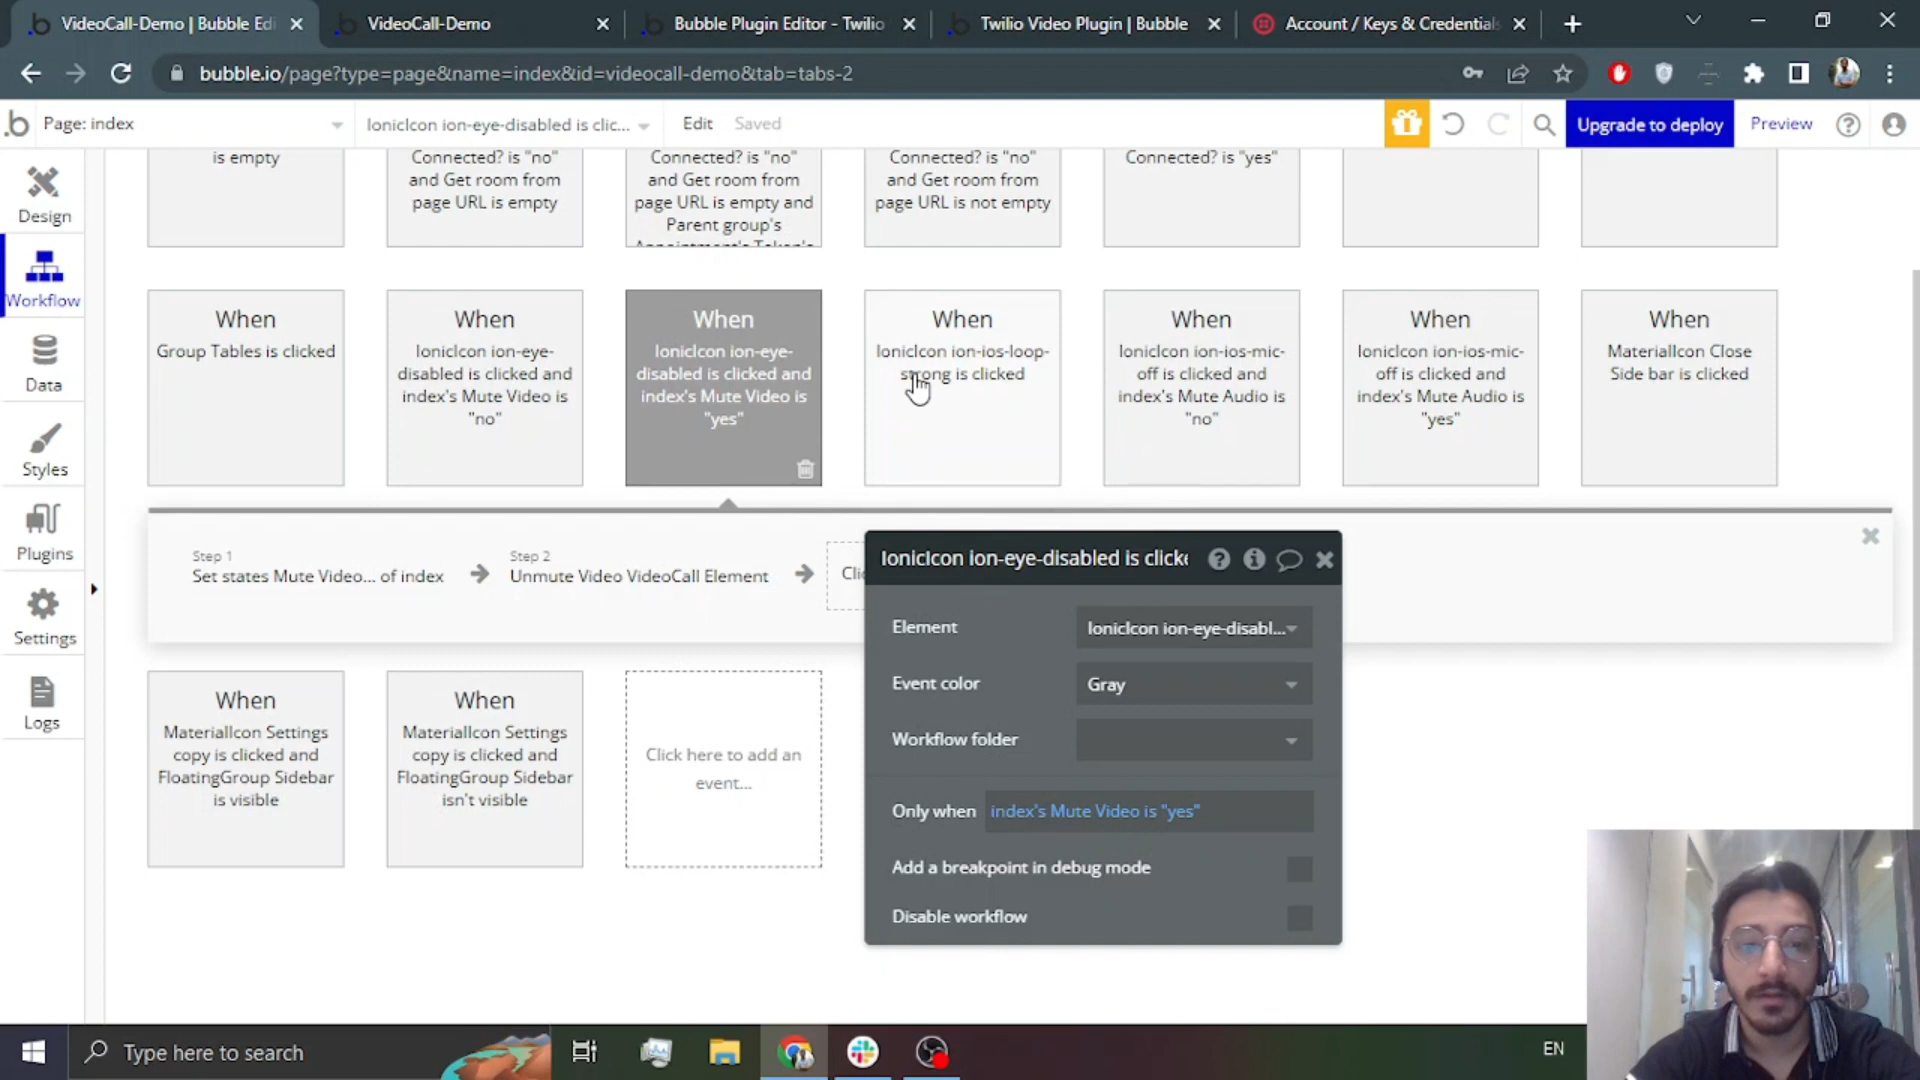 VideoCall-Demo | Bubble Edi
VideoCall-Demo
Bubble Plugin Editor - Twilio
Twilio Video Plugin | Bubble
Account / Keys & Credentials
bubble.io/page?type=page&name=index&id=videocall-demo&tab=tabs-2
Page: index
IonicIcon ion-eye-disabled is clic...
Edit
Saved
Upgrade to deploy
Preview
Design
Workflow
Data
Styles
Plugins
Settings
Logs
is empty
Connected? is "no"
and Get room from
page URL is empty
Connected? is "no"
and Get room from
page URL is empty and
Parent group's
Appointment's Token's
Connected? is "no"
and Get room from
page URL is not empty
Connected? is "yes"
When
Group Tables is clicked
When
IonicIcon ion-eye-
disabled is clicked and
index's Mute Video is
"no"
When
IonicIcon ion-eye-
disabled is clicked and
index's Mute Video is
"yes"
When
IonicIcon ion-ios-loop-
strong is clicked
When
IonicIcon ion-ios-mic-
off is clicked and
index's Mute Audio is
"no"
When
IonicIcon ion-ios-mic-
off is clicked and
index's Mute Audio is
"yes"
When
MaterialIcon Close
Side bar is clicked
Step 1
Set states Mute Video... of index
Step 2
Unmute Video VideoCall Element
Clic
IonicIcon ion-eye-disabled is clicke
Element
IonicIcon ion-eye-disabl...
Event color
Gray
Workflow folder
Only when
index's Mute Video is "yes"
Add a breakpoint in debug mode
Disable workflow
When
MaterialIcon Settings
copy is clicked and
FloatingGroup Sidebar
is visible
When
MaterialIcon Settings
copy is clicked and
FloatingGroup Sidebar
isn't visible
Click here to add an
event...
Type here to search
EN